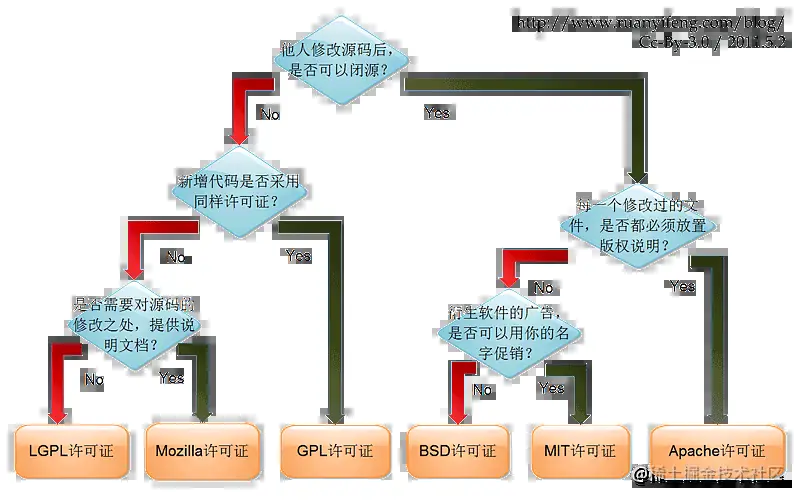 http://www.ruanyifeng.com/blog/
Cc-By-3.0 / 2011.5.2
他人修改源码后，
是否可以闭源？
No
Yes
新增代码是否采用
同样许可证？
每一个修改过的文
件，是否都必须放置
版权说明？
No
Yes
No
Yes
是否需要对源码的
修改之处，提供说
明文档？
衍生软件的广告，
是否可以用你的名
字促销？
No
Yes
No
Yes
LGPL许可证
Mozilla许可证
GPL许可证
BSD许可证
MIT许可证
Apache许可证
@稀土掘金技术社区